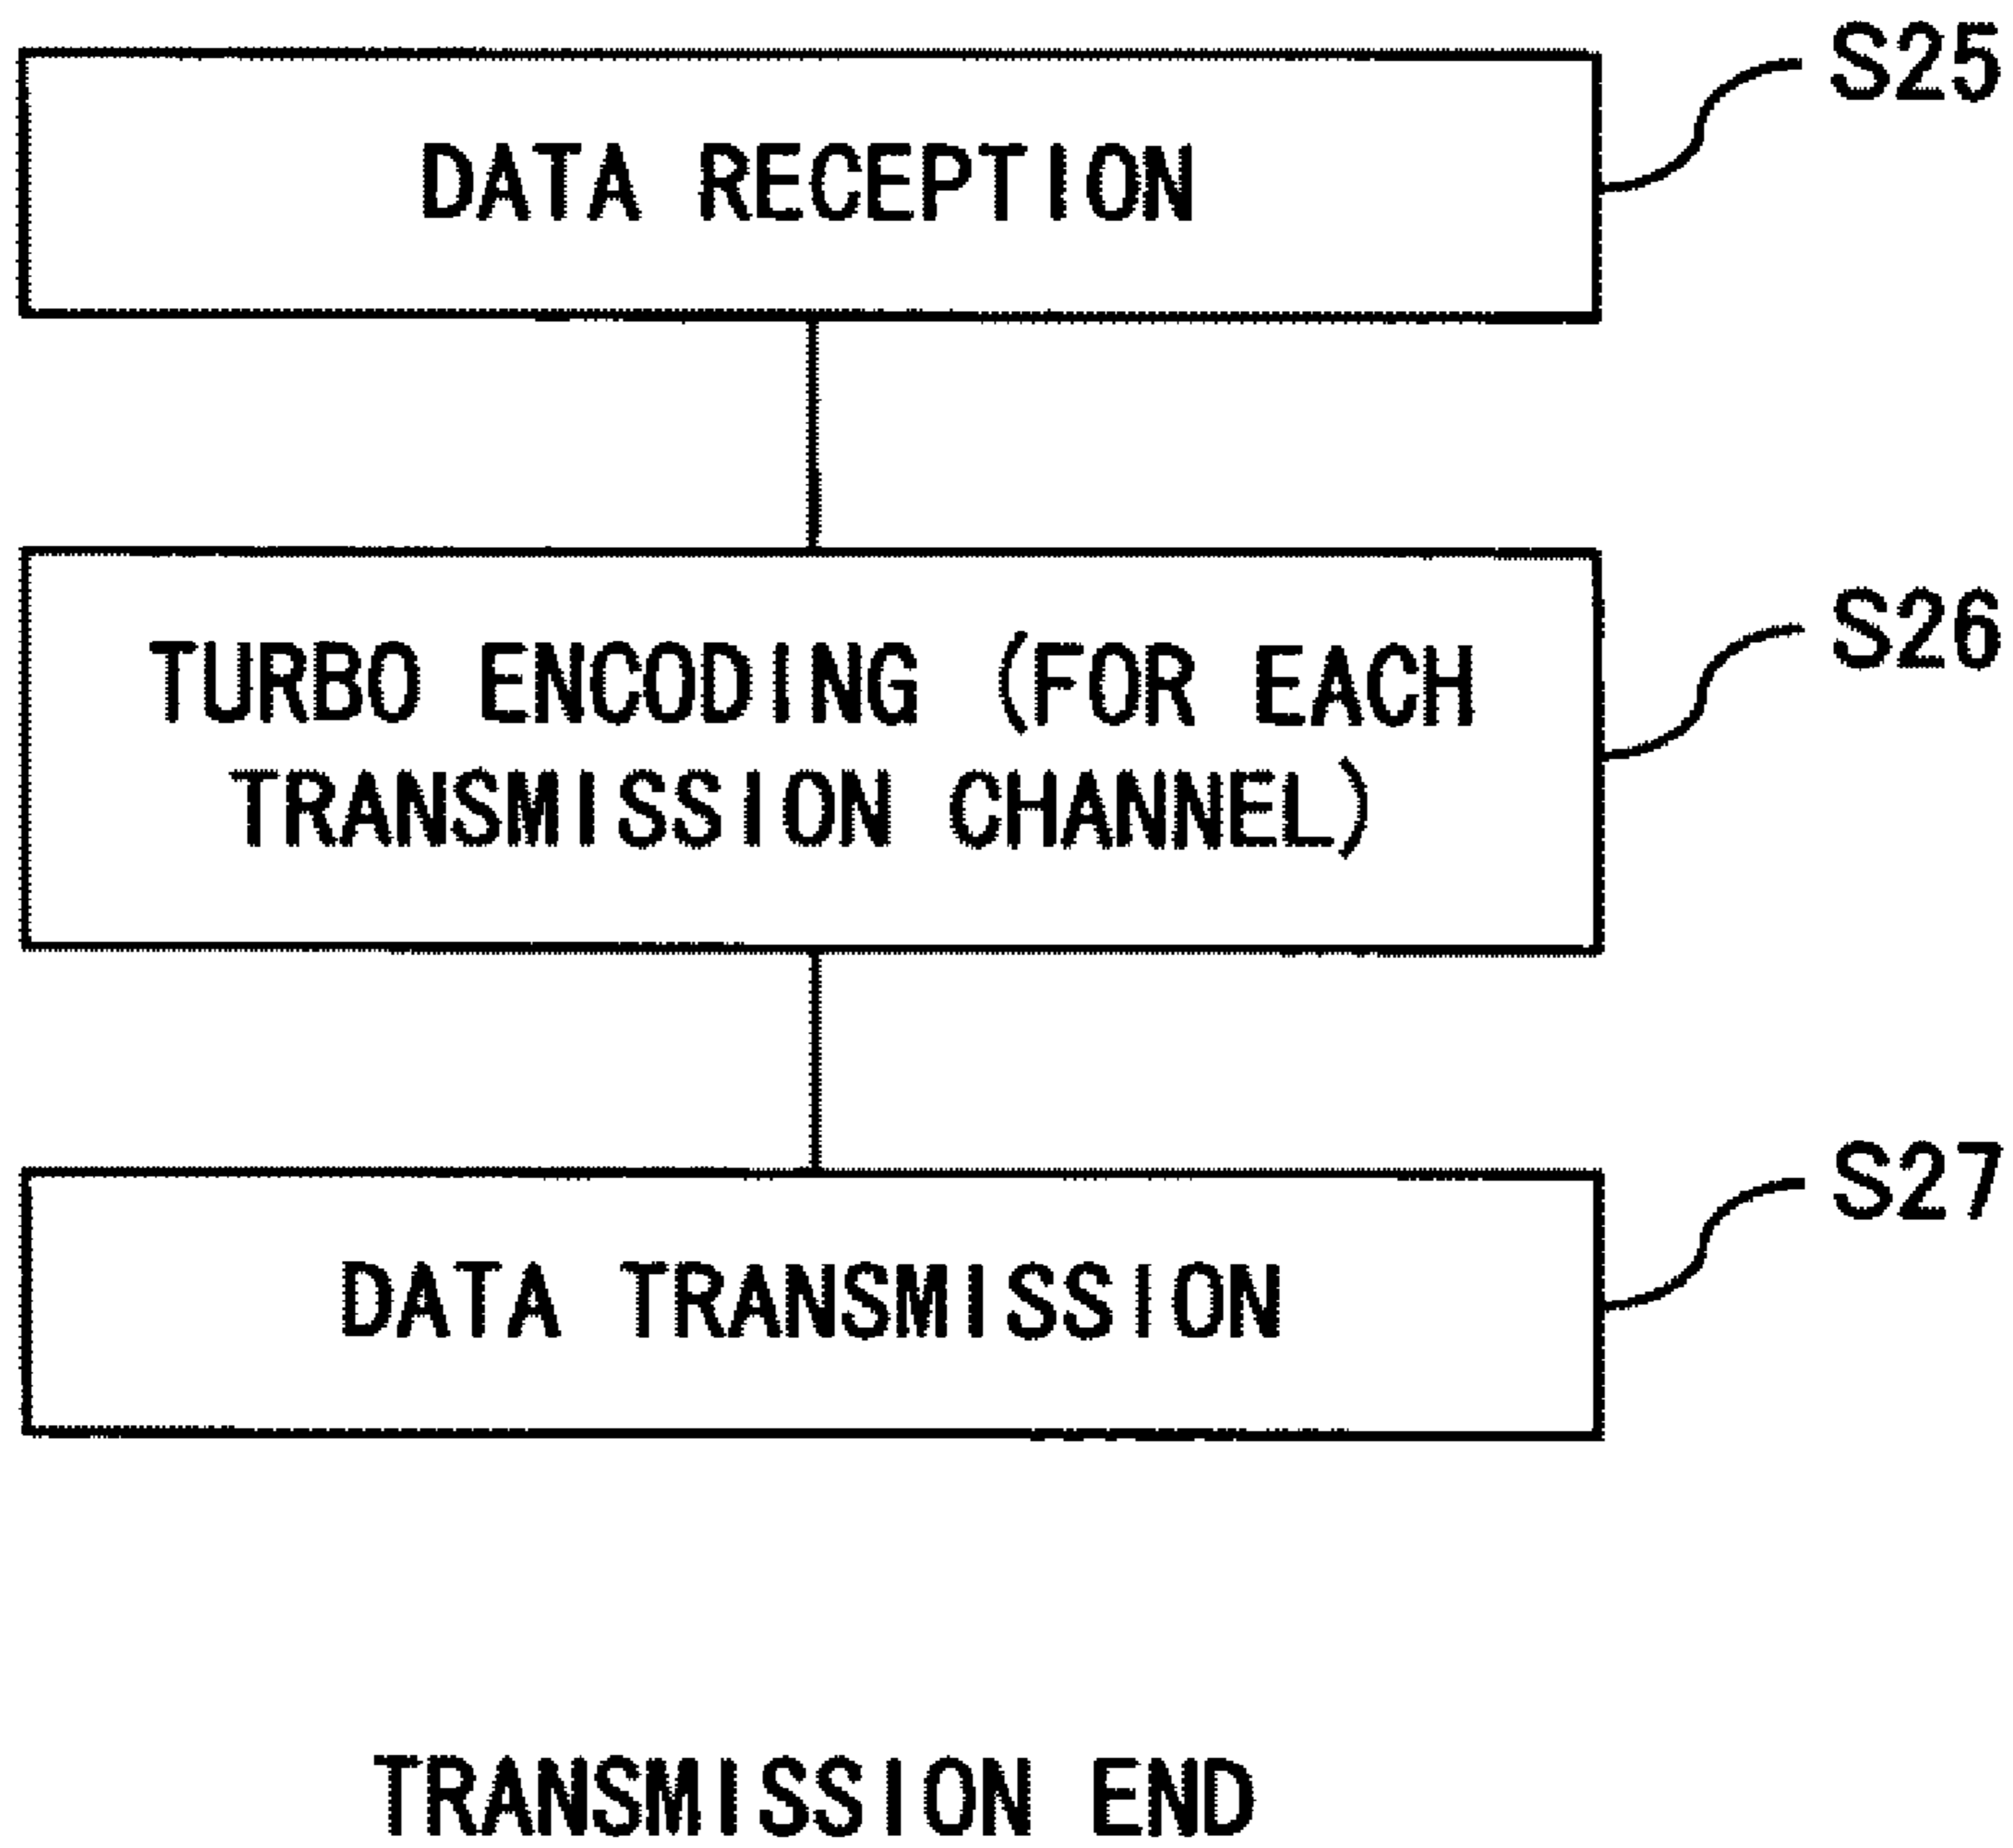 S25
DATA RECEPTION
S26
TURBO ENCODING (FOR EACH
TRANSMISSION CHANNEL)
S27
DATA TRANSMISSION
TRANSMISSION END